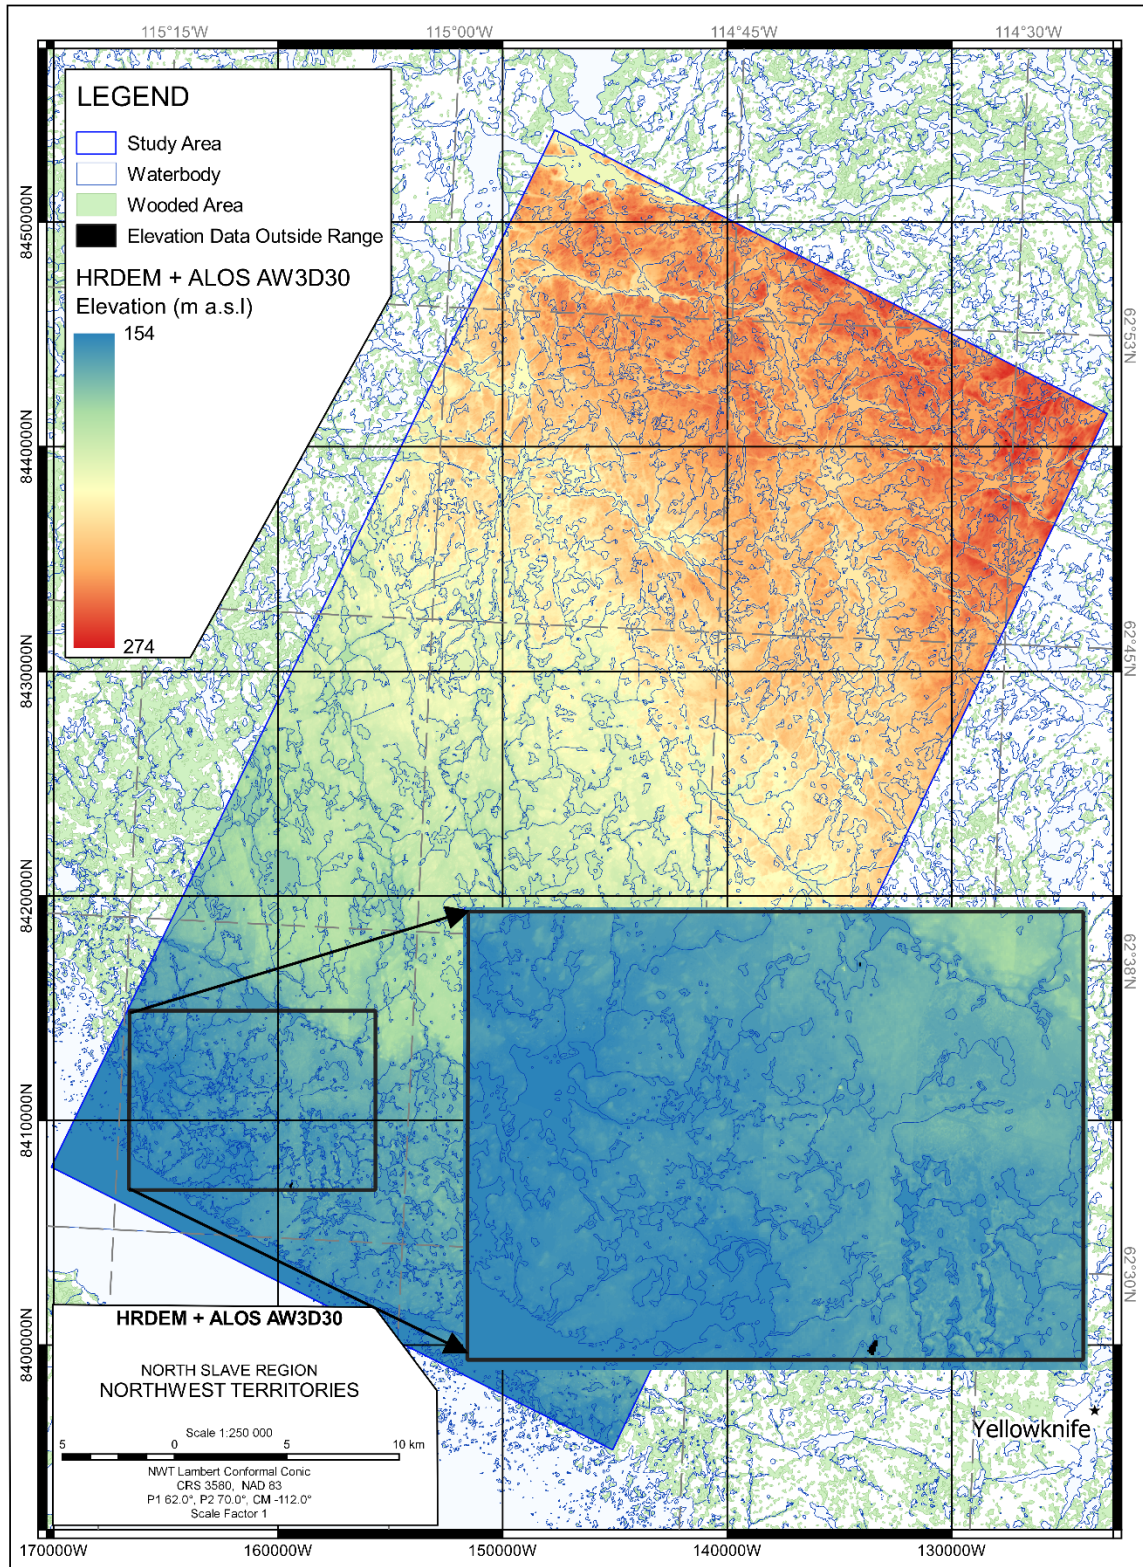 115°15'W
115°00'W
114°45'W
114°30'W
LEGEND
Study Area
Waterbody
Wooded Area
Elevation Data Outside Range
HRDEM + ALOS AW3D30
Elevation (m a.s.l)
154
274
8450000N
8440000N
8430000N
8420000N
8410000N
8400000N
62°53'N
62°45'N
62°38'N
62°30'N
HRDEM + ALOS AW3D30
NORTH SLAVE REGION
NORTHWEST TERRITORIES
Scale 1:250 000
5 0 5 10 km
NWT Lambert Conformal Conic
CRS 3580, NAD 83
P1 62.0°, P2 70.0°, CM -112.0°
Scale Factor 1
Yellowknife
170000W
160000W
150000W
140000W
130000W